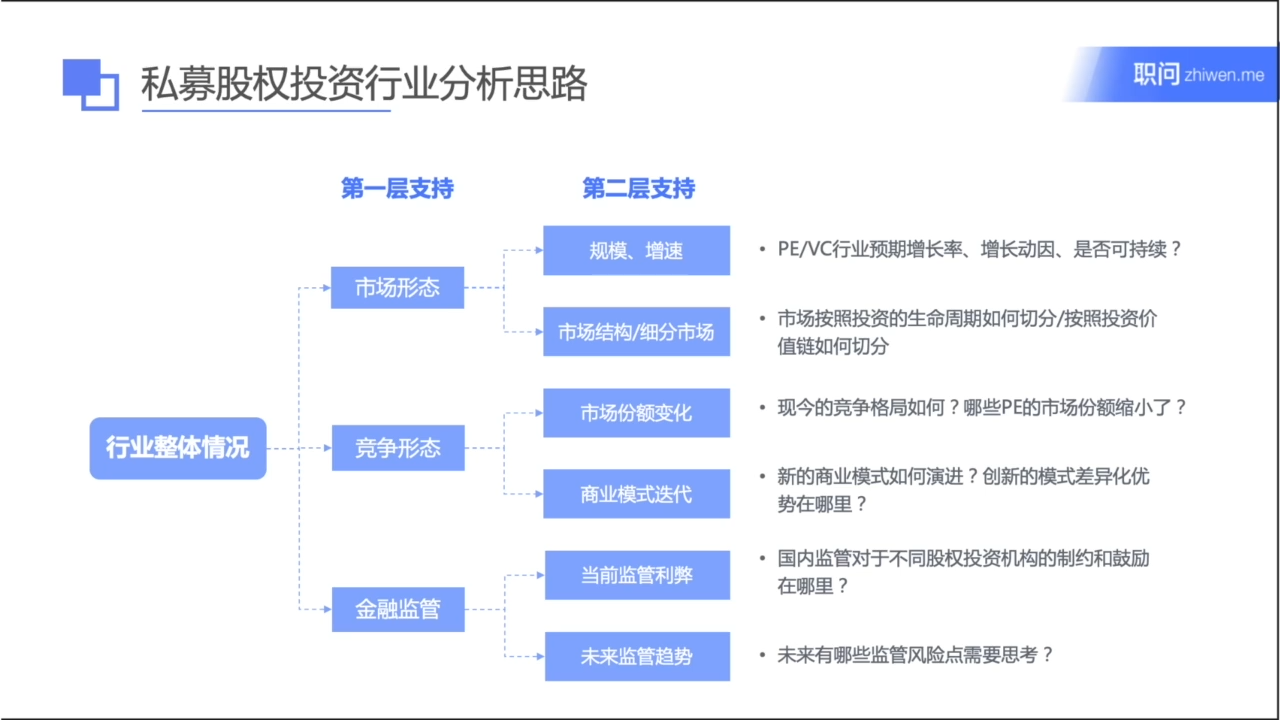 私募股权投资行业分析思路
职问 zhiwen.me
第一层支持
第二层支持
行业整体情况
市场形态
规模、增速
• PE/VC行业预期增长率、增长动因、是否可持续？
市场结构/细分市场
• 市场按照投资的生命周期如何切分/按照投资价
值链如何切分
竞争形态
市场份额变化
• 现今的竞争格局如何？哪些PE的市场份额缩小了？
商业模式迭代
• 新的商业模式如何演进？创新的模式差异化优
势在哪里？
金融监管
当前监管利弊
• 国内监管对于不同股权投资机构的制约和鼓励
在哪里？
未来监管趋势
• 未来有哪些监管风险点需要思考？